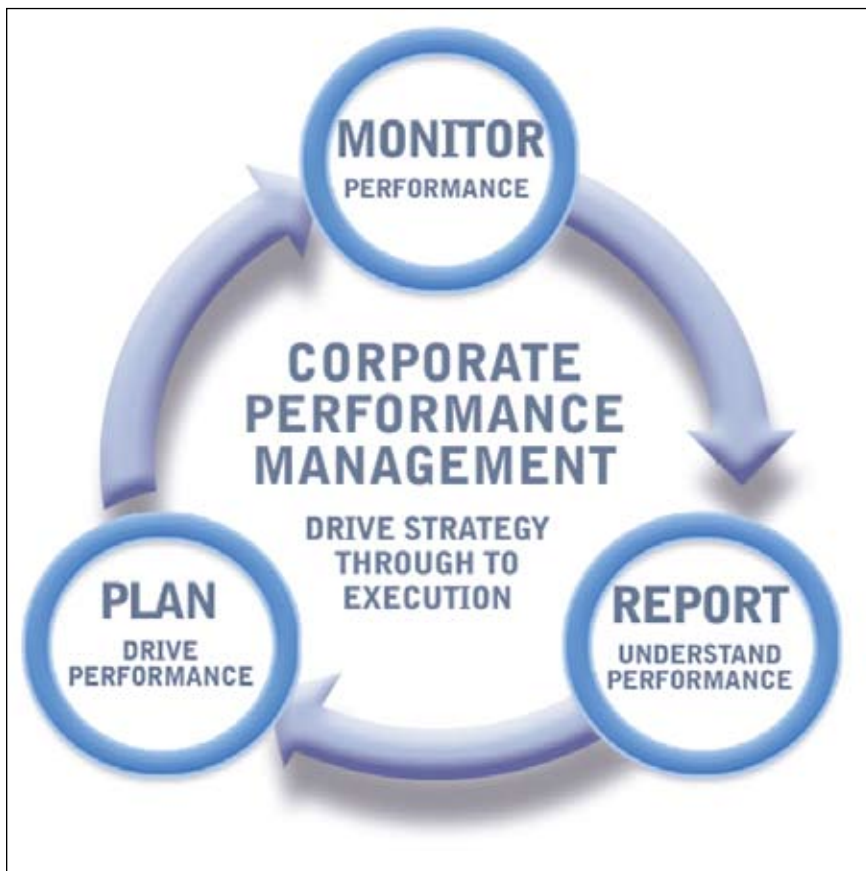 MONITOR
PERFORMANCE
CORPORATE
PERFORMANCE
MANAGEMENT
DRIVE STRATEGY
THROUGH TO
EXECUTION
PLAN
DRIVE
PERFORMANCE
REPORT
UNDERSTAND
PERFORMANCE